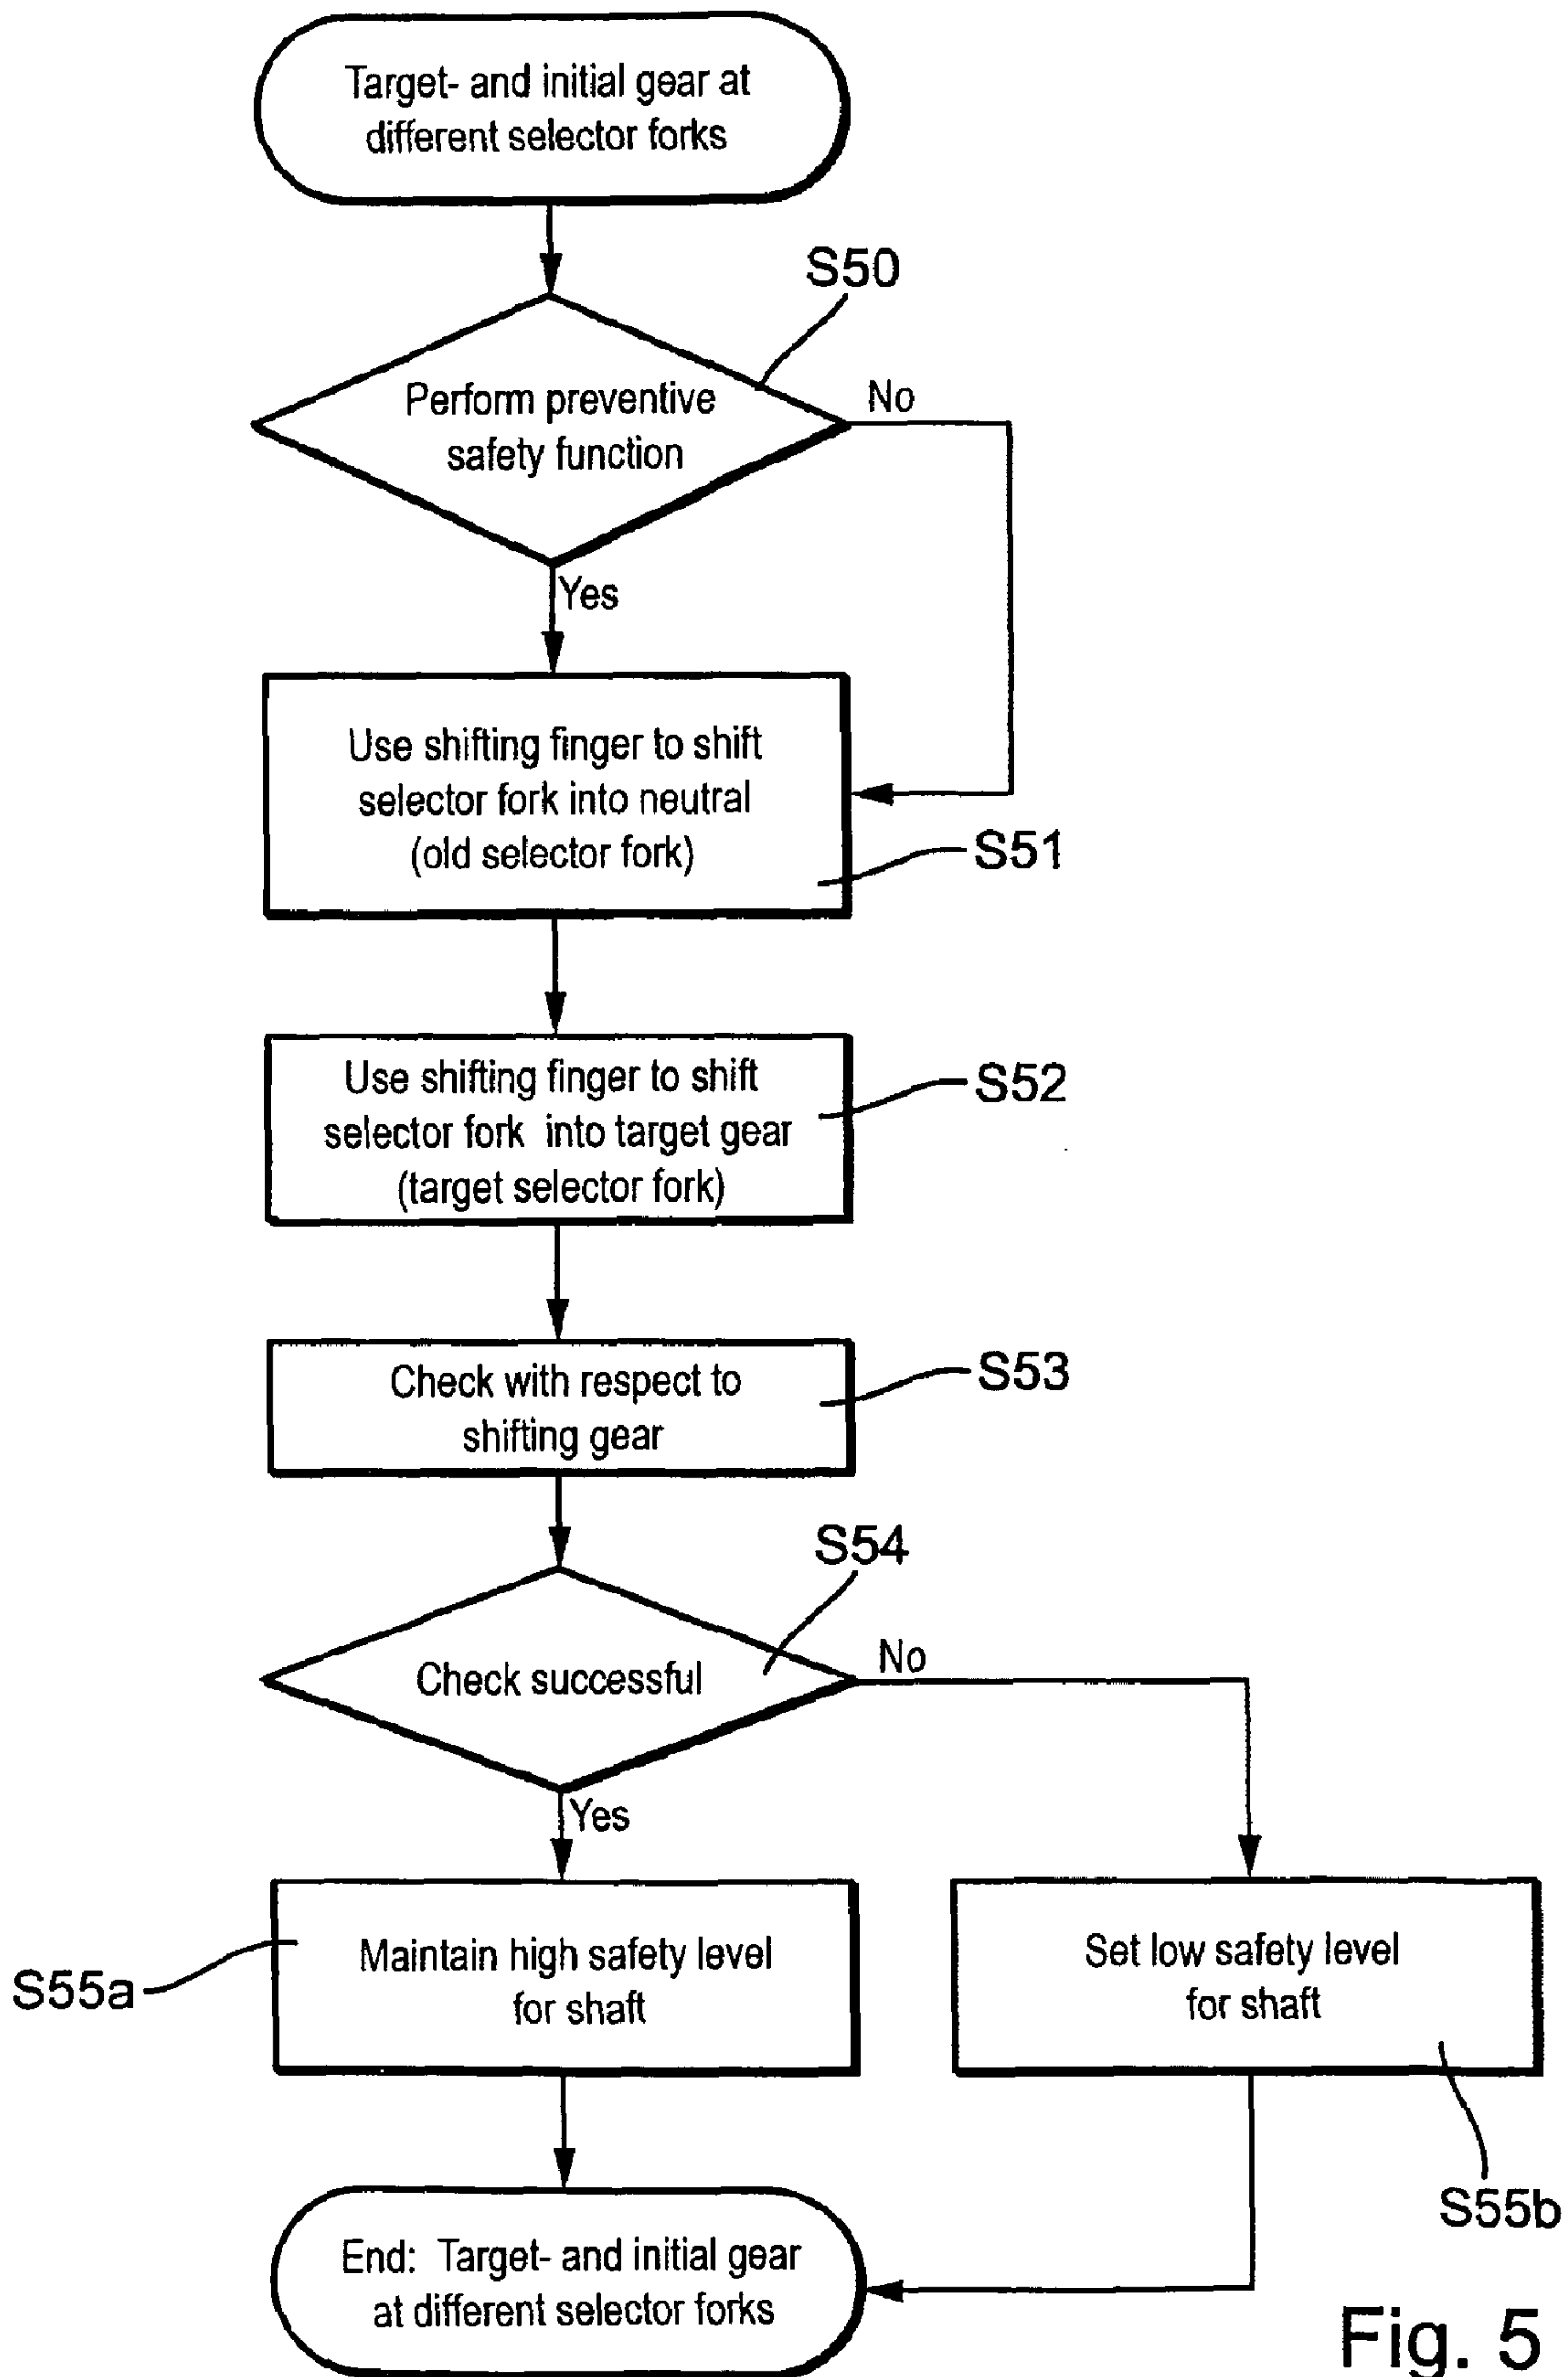 Target- and initial gear at
different selector forks
S50
Perform preventive
safety function
No
Yes
Use shifting finger to shift
selector fork into neutral
(old selector fork)
S51
Use shifting finger to shift
selector fork into target gear
(target selector fork)
S52
Check with respect to
shifting gear
S53
S54
Check successful
No
Yes
Maintain high safety level
for shaft
S55a
Set low safety level
for shaft
S55b
End: Target- and initial gear
at different selector forks
Fig. 5